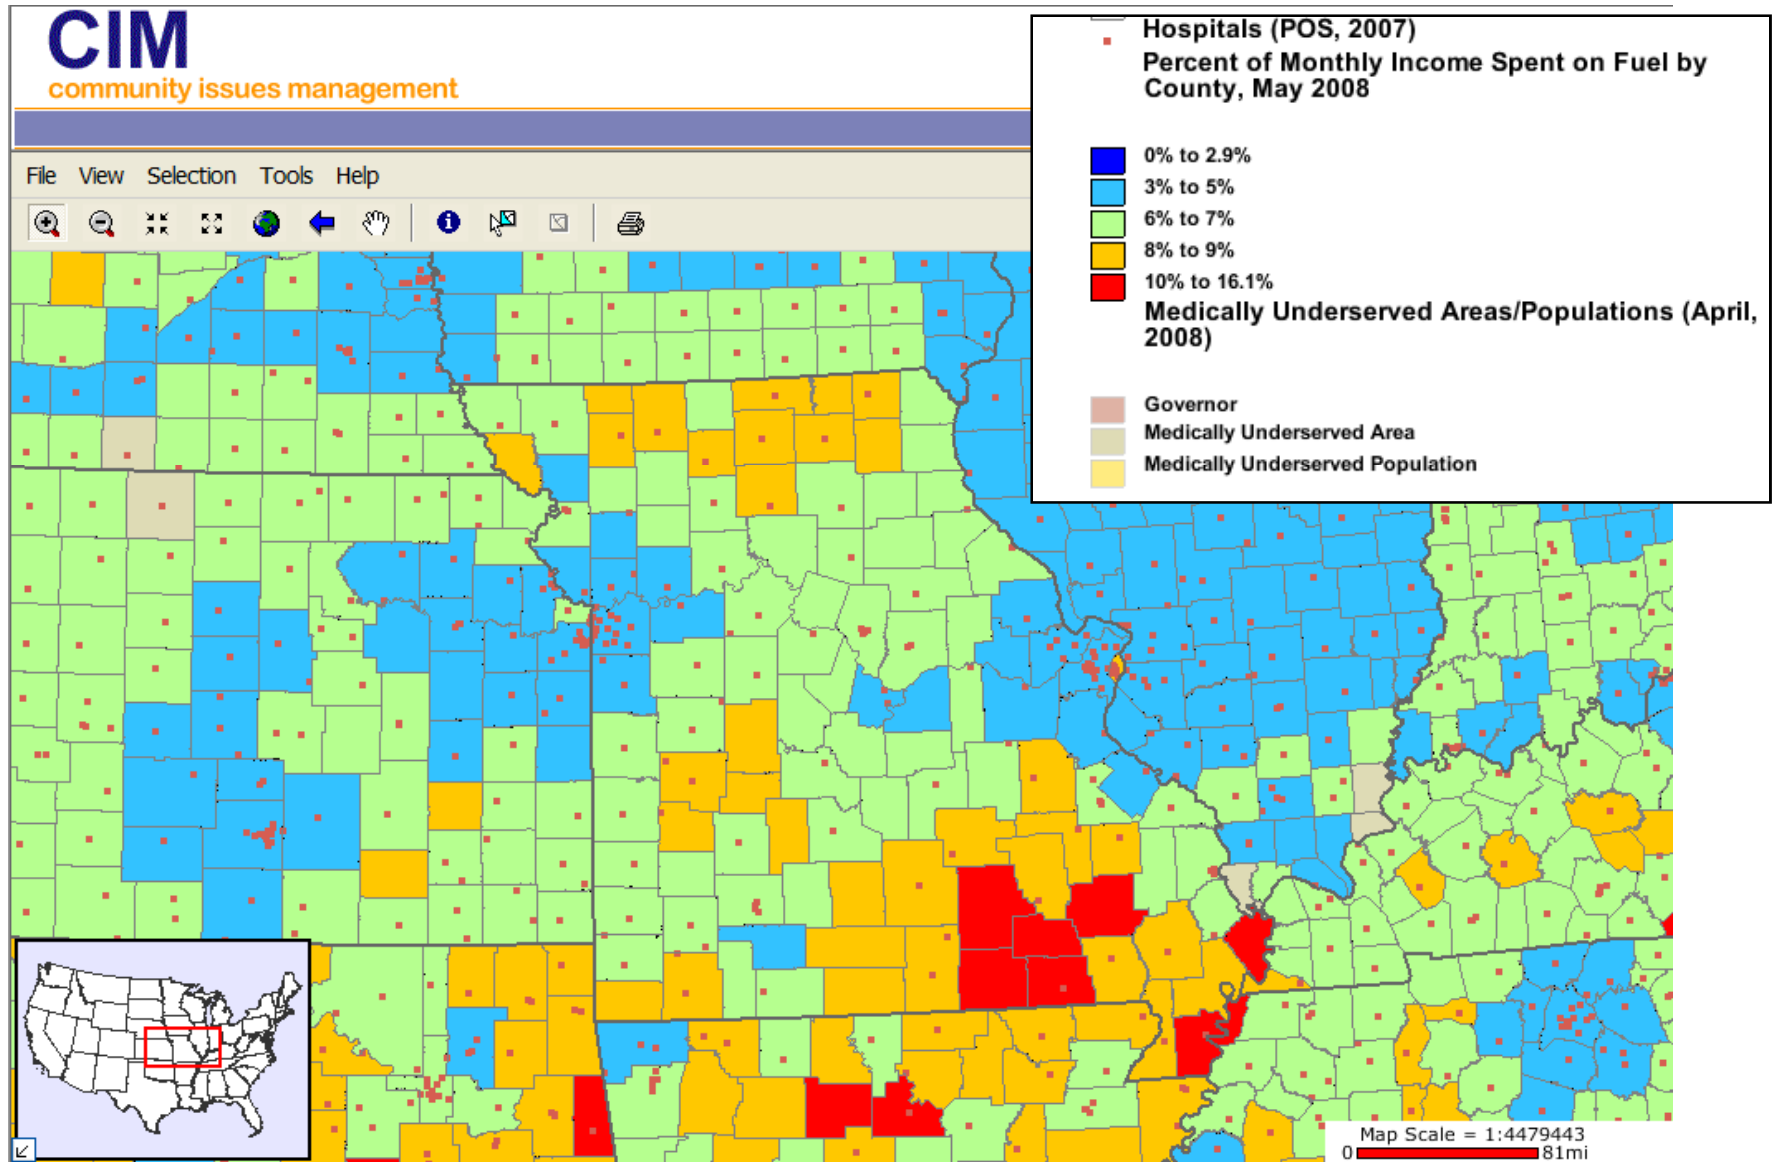 CIM
community issues management
File View Selection Tools Help
Hospitals (POS, 2007)
Percent of Monthly Income Spent on Fuel by
County, May 2008
0% to 2.9%
3% to 5%
6% to 7%
8% to 9%
10% to 16.1%
Medically Underserved Areas/Populations (April,
2008)
Governor
Medically Underserved Area
Medically Underserved Population
Map Scale = 1:4479443
0 81mi